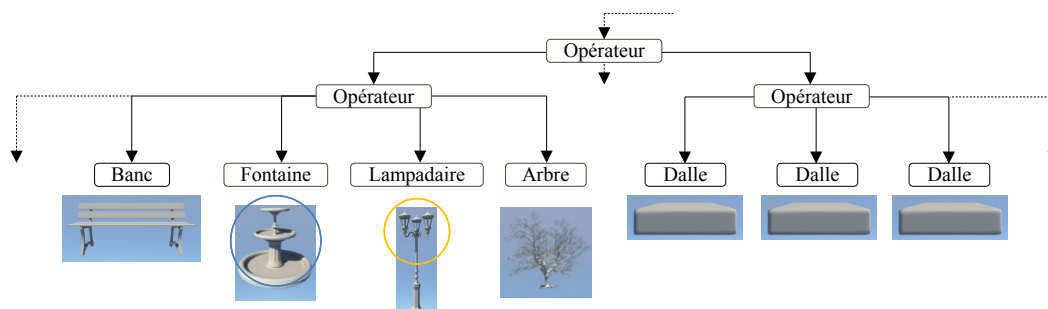 Opérateur
Opérateur
Opérateur
Banc
Fontaine
Lampadaire
Arbre
Dalle
Dalle
Dalle